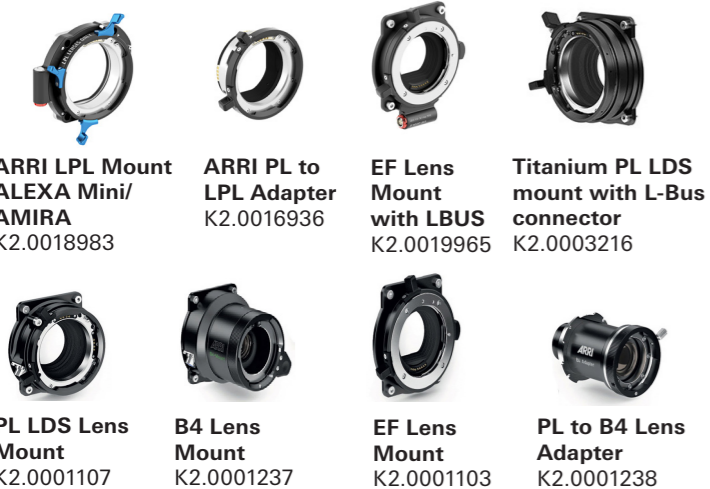 ARRI LPL Mount
ALEXA Mini/
AMIRA
K2.0018983
ARRI PL to
LPL Adapter
K2.0016936
EF Lens
Mount
with LBUS
K2.0019965
Titanium PL LDS
mount with L-Bus
connector
K2.0003216
PL LDS Lens
Mount
K2.0001107
B4 Lens
Mount
K2.0001237
EF Lens
Mount
K2.0001103
ARRI
PL to B4 Lens
Adapter
K2.0001238